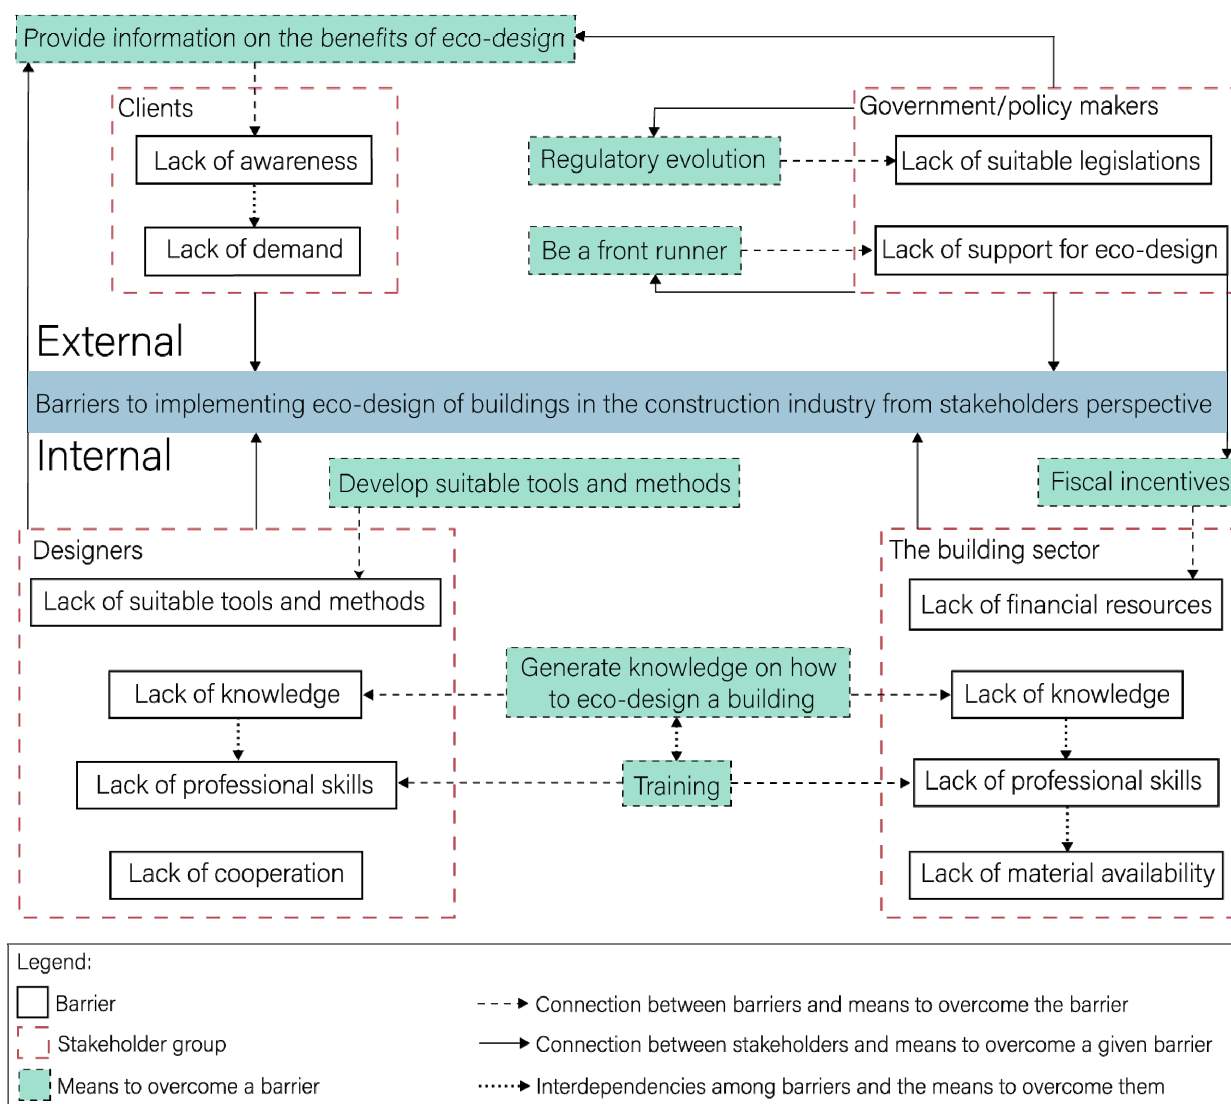 Provide information on the benefits of eco-design
Clients
Lack of awareness
Lack of demand
Government/policy makers
Regulatory evolution
Lack of suitable legislations
Be a front runner
Lack of support for eco-design
External
Barriers to implementing eco-design of buildings in the construction industry from stakeholders perspective
Internal
Develop suitable tools and methods
Fiscal incentives
Designers
Lack of suitable tools and methods
Lack of knowledge
Lack of professional skills
Lack of cooperation
Generate knowledge on how
to eco-design a building
Training
The building sector
Lack of financial resources
Lack of knowledge
Lack of professional skills
Lack of material availability
Legend:
Barrier
Stakeholder group
Means to overcome a barrier
Connection between barriers and means to overcome the barrier
Connection between stakeholders and means to overcome a given barrier
Interdependencies among barriers and the means to overcome them